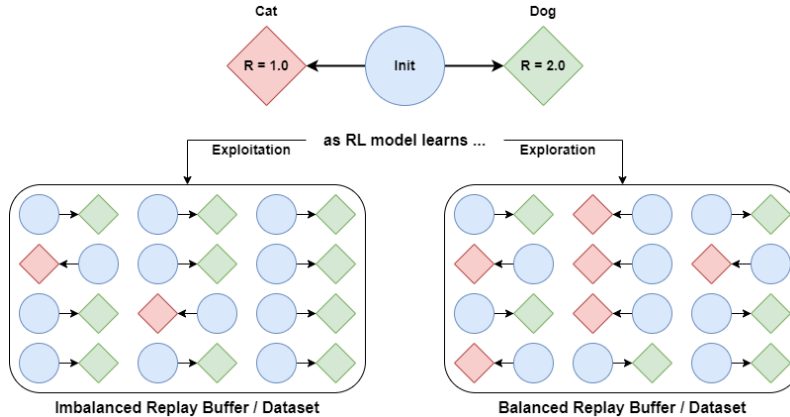 Cat
Dog
R = 1.0
Init
R = 2.0
as RL model learns ...
Exploitation
Exploration
Imbalanced Replay Buffer / Dataset
Balanced Replay Buffer / Dataset